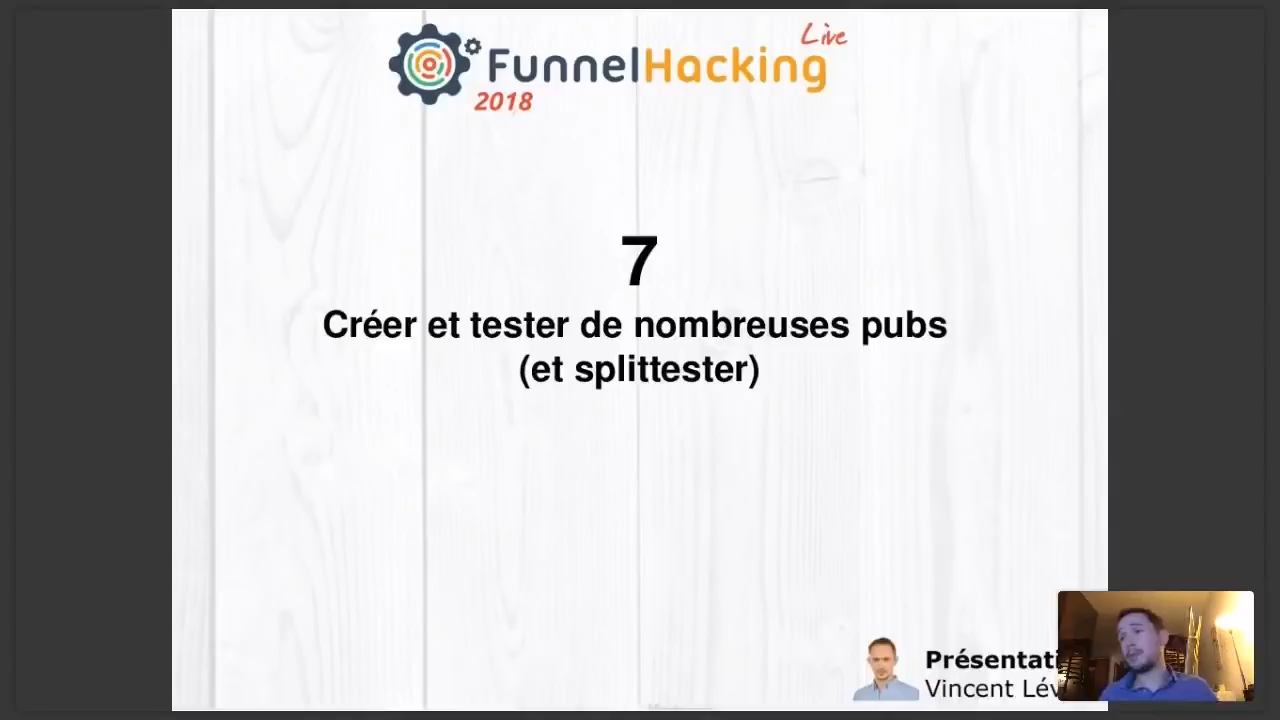 Live
FunnelHacking
2018
7
Créer et tester de nombreuses pubs
(et splittester)
Présentati
Vincent Lév